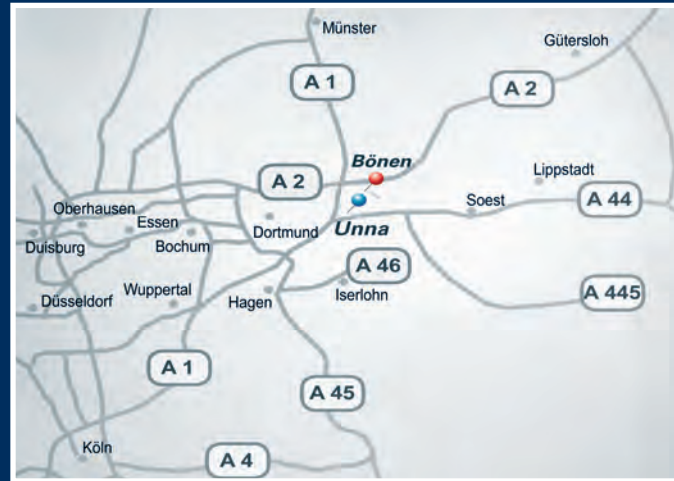 Münster
Gütersloh
A 1
A 2
Bönen
A 2
Lippstadt
A 44
Oberhausen
Essen
Soest
Dortmund
Unna
Duisburg
Bochum
A 46
Wuppertal
Hagen
Iserlohn
A 445
Düsseldorf
A 1
A 45
Köln
A 4